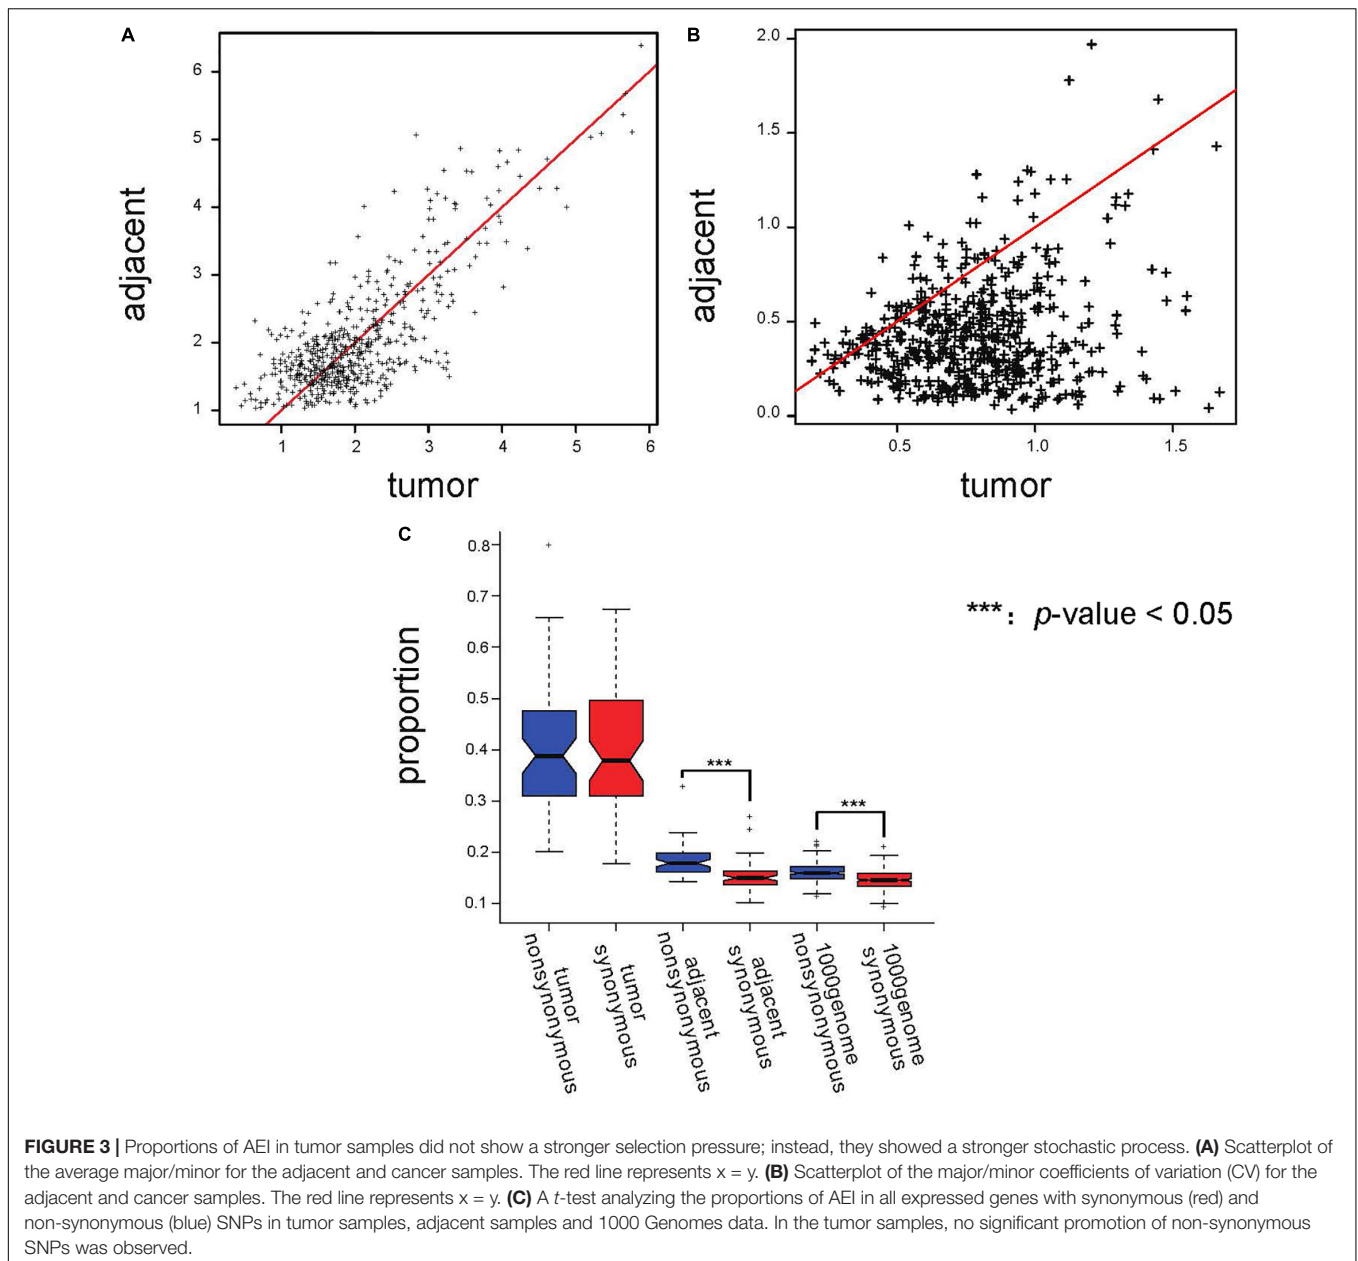 A
6
5
4
3
2
1
adjacent
1 2 3 4 5 6
tumor
B
2.0
1.5
1.0
0.5
0.0
adjacent
0.5 1.0 1.5
tumor
C
0.8
0.7
0.6
0.5
0.4
0.3
0.2
0.1
proportion
***
***
***: p-value < 0.05
tumor
nonsynonymous
tumor
synonymous
adjacent
nonsynonymous
adjacent
synonymous
1000genome
nonsynonymous
1000genome
synonymous
FIGURE 3 | Proportions of AEI in tumor samples did not show a stronger selection pressure; instead, they showed a stronger stochastic process. (A) Scatterplot of
the average major/minor for the adjacent and cancer samples. The red line represents x = y. (B) Scatterplot of the major/minor coefficients of variation (CV) for the
adjacent and cancer samples. The red line represents x = y. (C) A t-test analyzing the proportions of AEI in all expressed genes with synonymous (red) and
non-synonymous (blue) SNPs in tumor samples, adjacent samples and 1000 Genomes data. In the tumor samples, no significant promotion of non-synonymous
SNPs was observed.